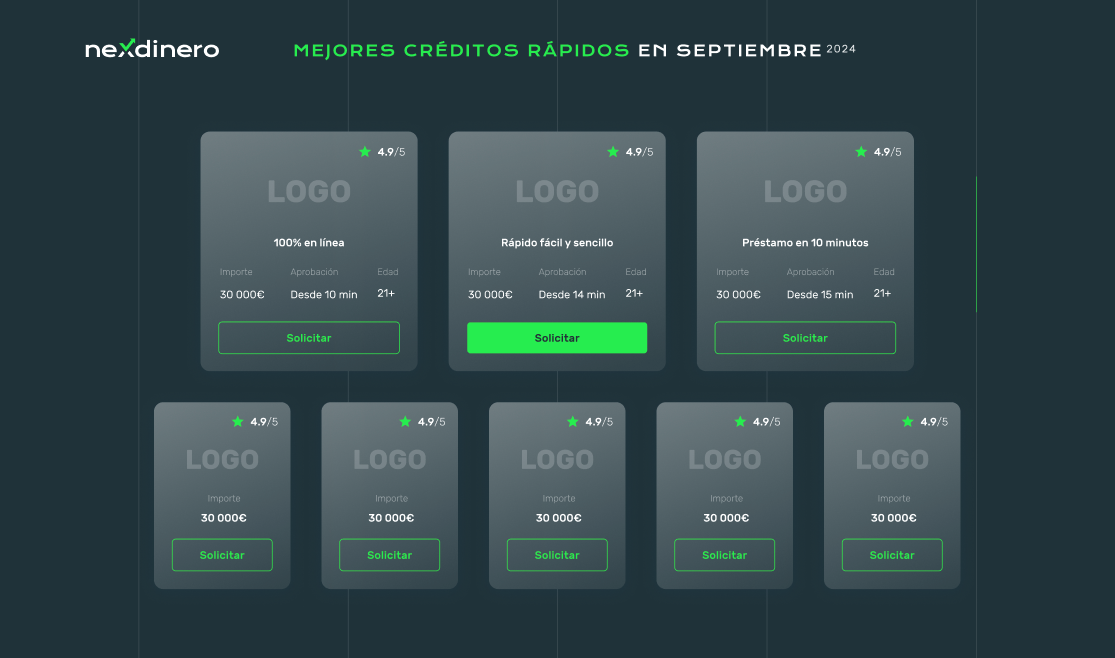 nexdinero
MEJORES CRÉDITOS RÁPIDOS EN SEPTIEMBRE 2024
4.9/5
LOGO
100% en línea
Importe Aprobación Edad
30 000€ Desde 10 min 21+
Solicitar
4.9/5
LOGO
Rápido fácil y sencillo
Importe Aprobación Edad
30 000€ Desde 14 min 21+
Solicitar
4.9/5
LOGO
Préstamo en 10 minutos
Importe Aprobación Edad
30 000€ Desde 15 min 21+
Solicitar
4.9/5
LOGO
Importe
30 000€
Solicitar
4.9/5
LOGO
Importe
30 000€
Solicitar
4.9/5
LOGO
Importe
30 000€
Solicitar
4.9/5
LOGO
Importe
30 000€
Solicitar
4.9/5
LOGO
Importe
30 000€
Solicitar